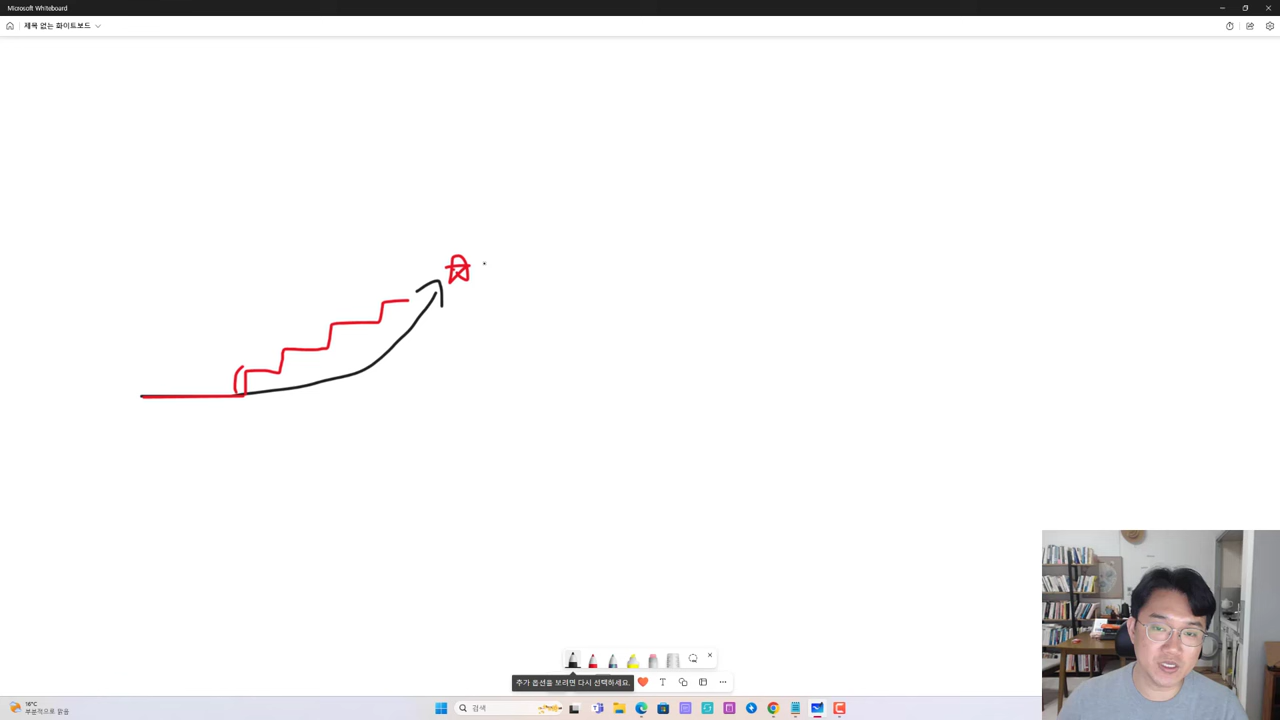 Microsoft Whiteboard
제목 없는 화이트보드
추가 옵션을 보려면 다시 선택하세요.
T
16°C
부분적으로 맑음
검색